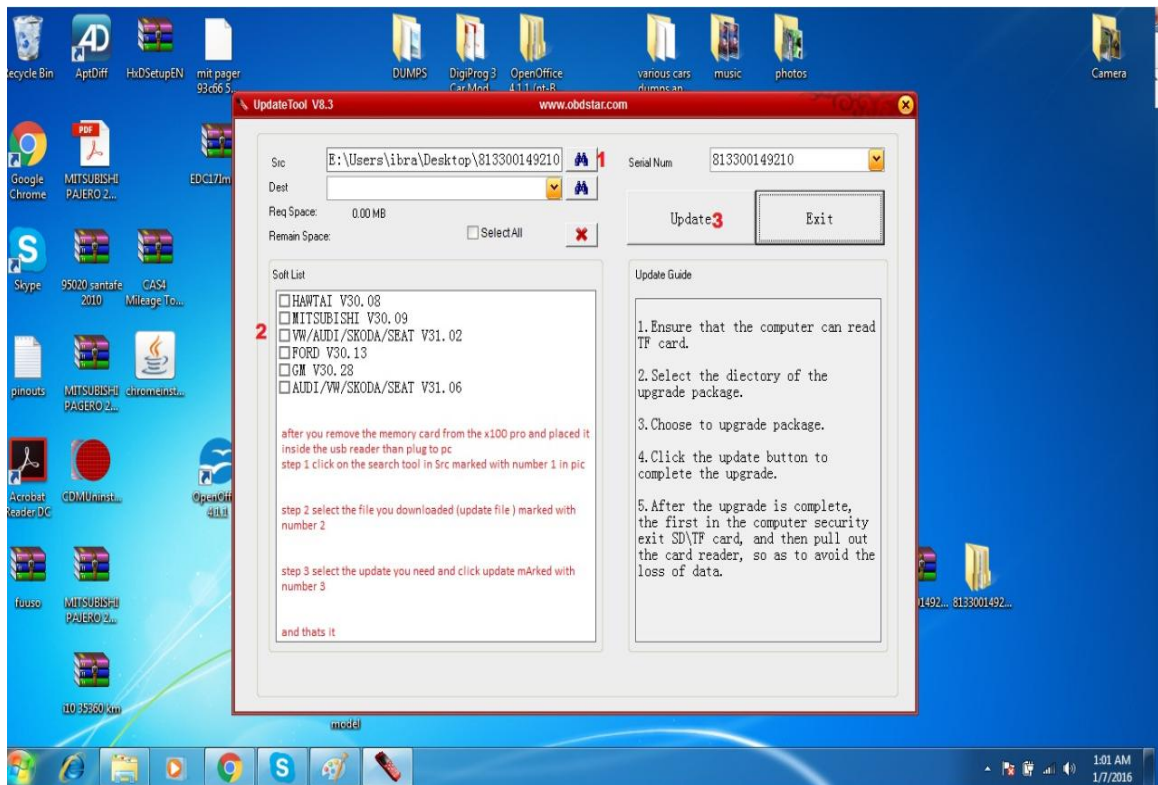 Recycle Bin
AptDiff
HxDSetupEN
mit pager
93c66 5...
DUMPS
DigiProg 3
Car Mod...
OpenOffice
4.1.1 (nt-B...
various cars
dumps an...
music
photos
Camera
UpdateTool V8.3
www.obdstar.com
Google
Chrome
PDF
MITSUBISHI
PAJERO 2...
EDC17Im
Skype
95020 santafe
2010
CAS4
Mileage To...
pinouts
MITSUBISHI
PAGERO 2...
chromeinst...
Acrobat
Reader DC
CDMUninst...
OpenOffi
4.1.1
fuuso
MITSUBISHI
PAJERO 2...
i10 35360 km
model
Src
E:\Users\ibra\Desktop\813300149210
1
Serial Num
813300149210
Dest
Req Space:
0.00 MB
Remain Space:
Select All
Update
3
Exit
Soft List
2
HAWTAI V30.08
MITSUBISHI V30.09
VW/AUDI/SKODA/SEAT V31.02
FORD V30.13
GM V30.28
AUDI/VW/SKODA/SEAT V31.06
after you remove the memory card from the x100 pro and placed it
inside the usb reader than plug to pc
step 1 click on the search tool in Src marked with number 1 in pic
step 2 select the file you downloaded (update file ) marked with
number 2
step 3 select the update you need and click update mArked with
number 3
and thats it
Update Guide
1.Ensure that the computer can read
TF card.
2.Select the diectory of the
upgrade package.
3.Choose to upgrade package.
4.Click the update button to
complete the upgrade.
5.After the upgrade is complete,
the first in the computer security
exit SD\TF card, and then pull out
the card reader, so as to avoid the
loss of data.
01492...
8133001492...
1:01 AM
1/7/2016